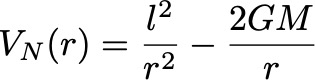 V_N(r) = \frac{l^2}{r^2} - \frac{2GM}{r}